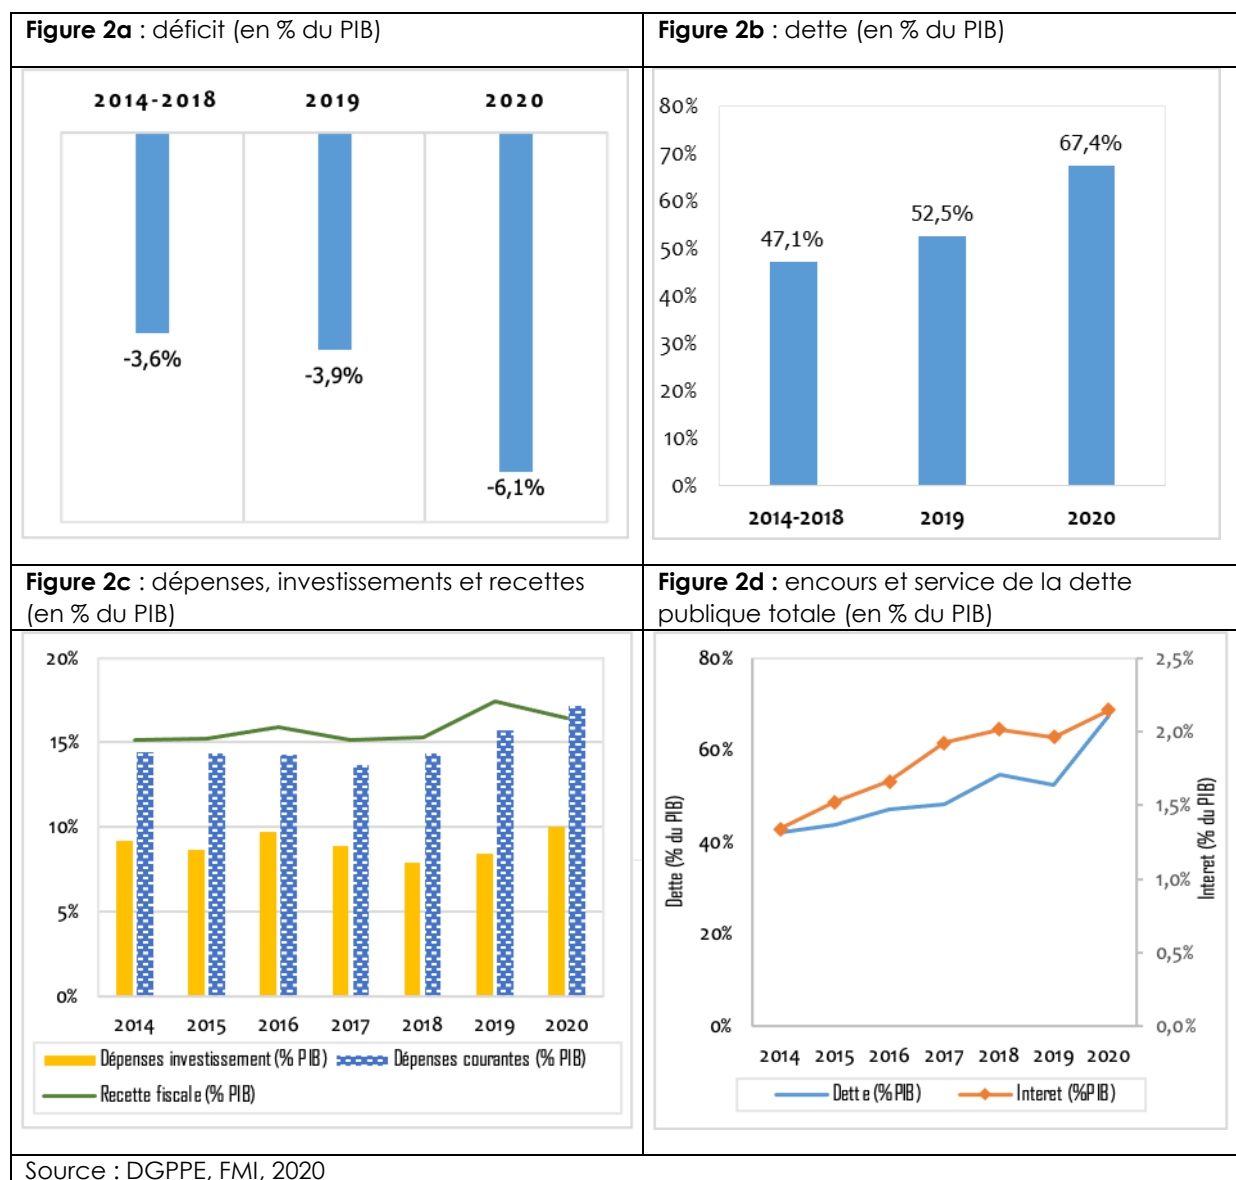 Figure 2a : déficit (en % du PIB)
2014-2018 2019 2020
-3,6%
-3,9%
-6,1%
Figure 2b : dette (en % du PIB)
80%
70%
60%
50%
40%
30%
20%
10%
0%
47,1%
52,5%
67,4%
2014-2018 2019 2020
Figure 2c : dépenses, investissements et recettes
(en % du PIB)
20%
15%
10%
5%
0%
2014 2015 2016 2017 2018 2019 2020
Dépenses investissement (% PIB) Dépenses courantes (% PIB)
Recette fiscale (% PIB)
Figure 2d : encours et service de la dette
publique totale (en % du PIB)
Dette (% du PIB)
80%
60%
40%
20%
0%
2,5%
2,0%
1,5%
1,0%
0,5%
0,0%
Interet (% du PIB)
2014 2015 2016 2017 2018 2019 2020
Dette (%PIB) Interet (%PIB)
Source : DGPPE, FMI, 2020